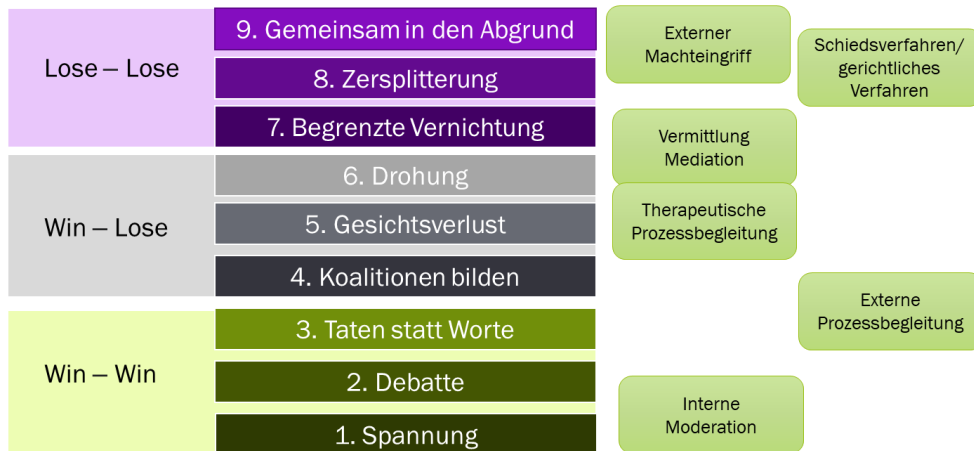 Lose – Lose
9. Gemeinsam in den Abgrund
8. Zersplitterung
7. Begrenzte Vernichtung
Externer
Machteingriff
Schiedsverfahren/
gerichtliches
Verfahren
Vermittlung
Mediation
Win – Lose
6. Drohung
5. Gesichtsverlust
4. Koalitionen bilden
Therapeutische
Prozessbegleitung
Externe
Prozessbegleitung
Win – Win
3. Taten statt Worte
2. Debatte
1. Spannung
Interne
Moderation